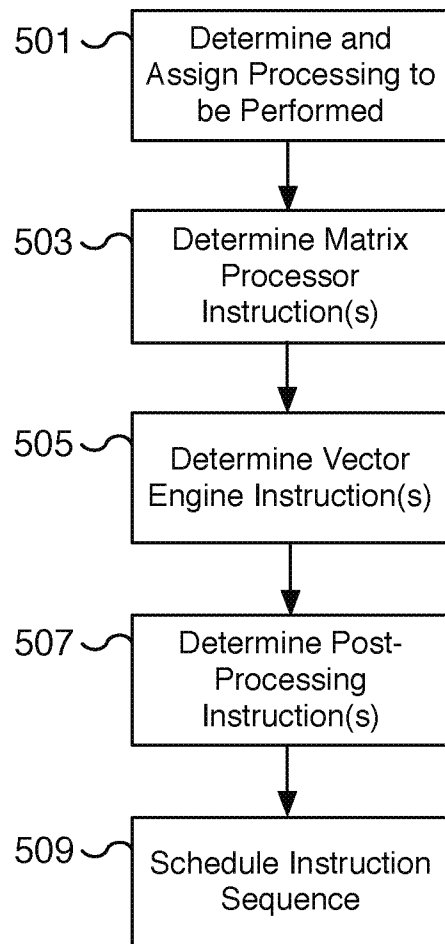 501
Determine and
Assign Processing to
be Performed
503
Determine Matrix
Processor
Instruction(s)
505
Determine Vector
Engine Instruction(s)
507
Determine Post-
Processing
Instruction(s)
509
Schedule Instruction
Sequence